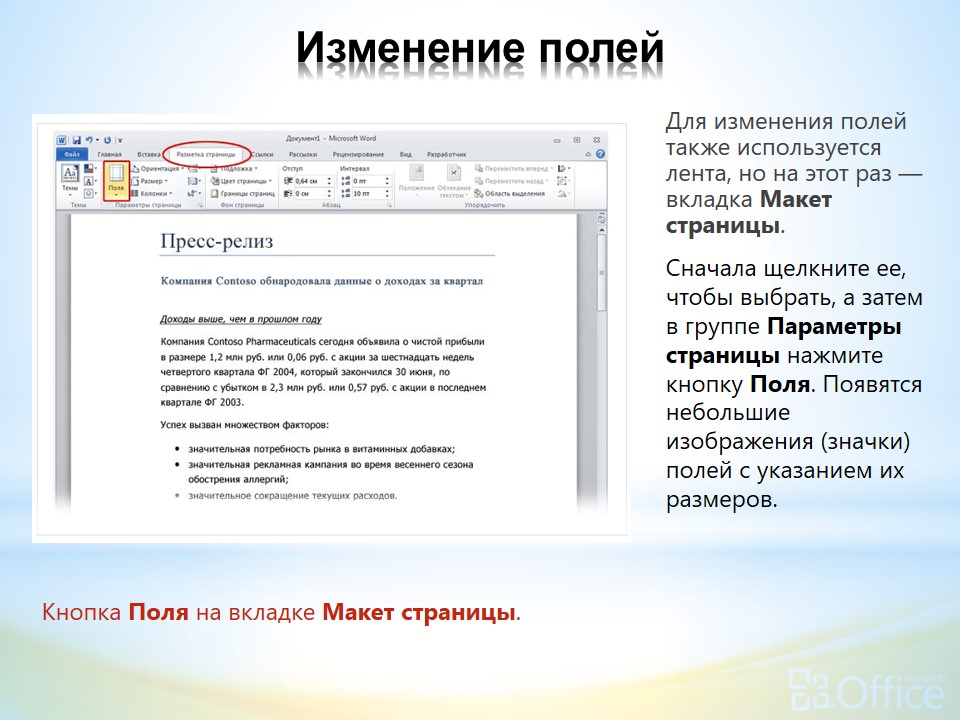 Изменение полей
Документ1 - Microsoft Word
Файл Главная Вставка Разметка страницы Ссылки Рассылки Рецензирование Вид Разработчик
Темы
Поля
Ориентация
Размер
Колонки
Подложка
Цвет страницы
Границы страниц
Отступ
0,64 см
0 см
Интервал
0 пт
10 пт
Положение
Обтекание текстом
Переместить вперед
Переместить назад
Область выделения
Темы Параметры страницы Фон страницы Абзац Упорядочить
Пресс-релиз
Компания Contoso обнародовала данные о доходах за квартал
Доходы выше, чем в прошлом году
Компания Contoso Pharmaceuticals сегодня объявила о чистой прибыли
в размере 1,2 млн руб. или 0,06 руб. с акции за шестнадцать недель
четвертого квартала ФГ 2004, который закончился 30 июня, по
сравнению с убытком в 2,3 млн руб. или 0,57 руб. с акции в последнем
квартале ФГ 2003.
Успех вызван множеством факторов:
• значительная потребность рынка в витаминных добавках;
• значительная рекламная кампания во время весеннего сезона
обострения аллергий;
• значительное сокращение текущих расходов.
Для изменения полей
также используется
лента, но на этот раз —
вкладка Макет
страницы.
Сначала щелкните ее,
чтобы выбрать, а затем
в группе Параметры
страницы нажмите
кнопку Поля. Появятся
небольшие
изображения (значки)
полей с указанием их
размеров.
Кнопка Поля на вкладке Макет страницы.
Microsoft
Office